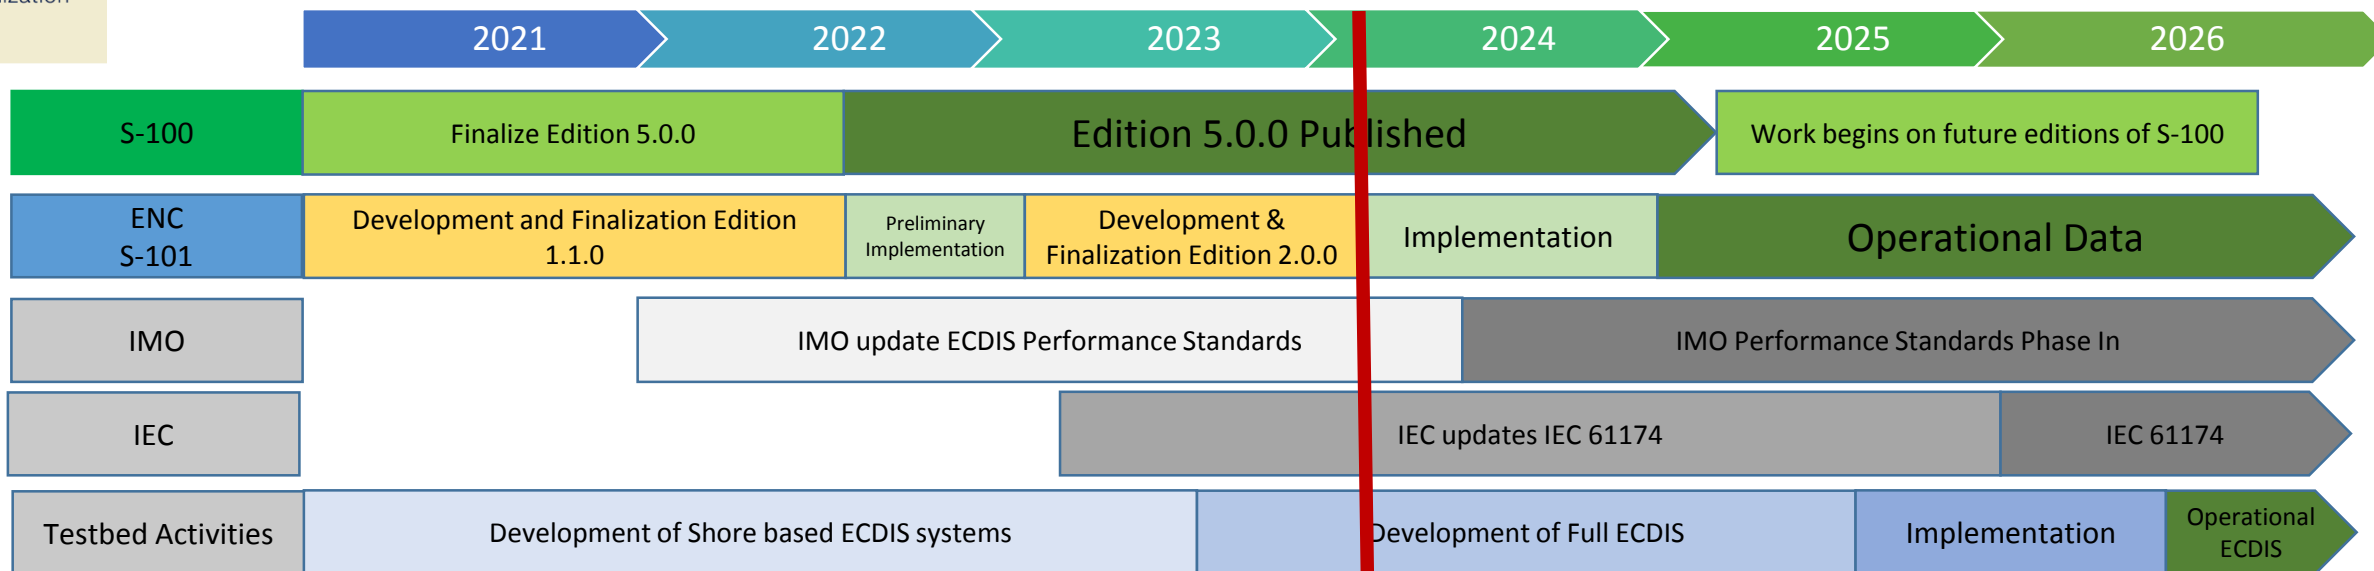 2021 2022 2023 2024 2025 2026
S-100
Finalize Edition 5.0.0
Edition 5.0.0 Published
Work begins on future editions of S-100
ENC
S-101
Development and Finalization Edition
1.1.0
Preliminary
Implementation
Development &
Finalization Edition 2.0.0
Implementation
Operational Data
IMO
IMO update ECDIS Performance Standards
IMO Performance Standards Phase In
IEC
IEC updates IEC 61174
IEC 61174
Testbed Activities
Development of Shore based ECDIS systems
Development of Full ECDIS
Implementation
Operational
ECDIS